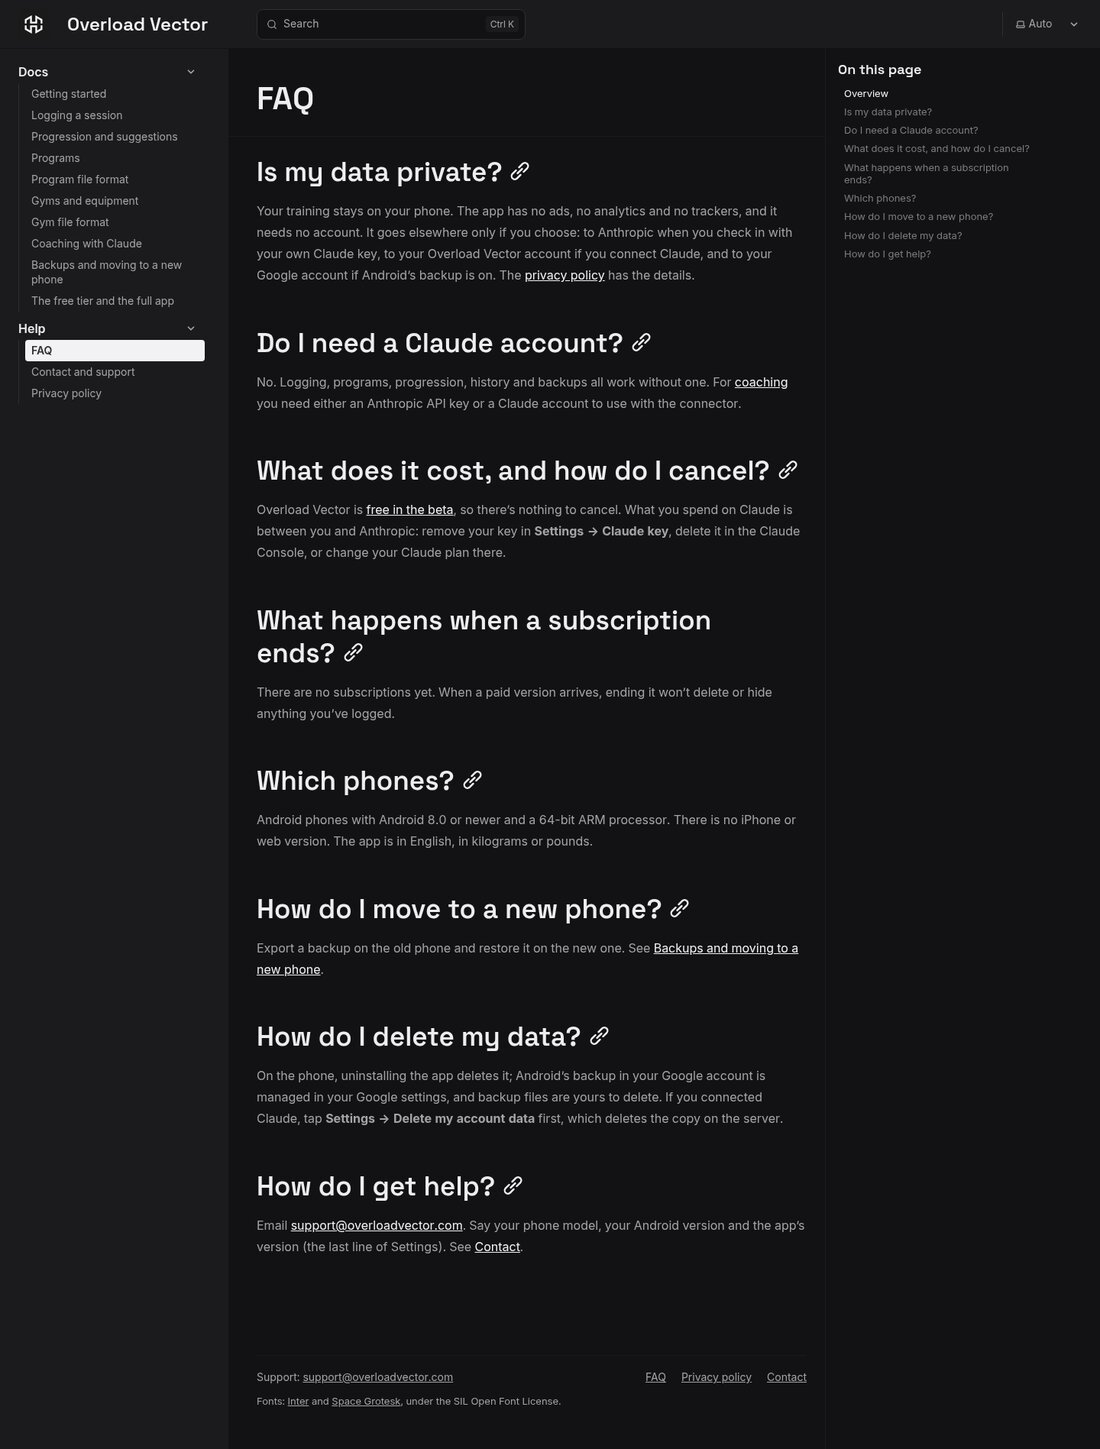 Overload Vector
Search
Ctrl K
Auto
Docs
Getting started
Logging a session
Progression and suggestions
Programs
Program file format
Gyms and equipment
Gym file format
Coaching with Claude
Backups and moving to a new
phone
The free tier and the full app
Help
FAQ
Contact and support
Privacy policy
FAQ
Is my data private?
Your training stays on your phone. The app has no ads, no analytics and no trackers, and it
needs no account. It goes elsewhere only if you choose: to Anthropic when you check in with
your own Claude key, to your Overload Vector account if you connect Claude, and to your
Google account if Android’s backup is on. The privacy policy has the details.
Do I need a Claude account?
No. Logging, programs, progression, history and backups all work without one. For coaching
you need either an Anthropic API key or a Claude account to use with the connector.
What does it cost, and how do I cancel?
Overload Vector is free in the beta, so there’s nothing to cancel. What you spend on Claude is
between you and Anthropic: remove your key in Settings → Claude key, delete it in the Claude
Console, or change your Claude plan there.
What happens when a subscription
ends?
There are no subscriptions yet. When a paid version arrives, ending it won’t delete or hide
anything you’ve logged.
Which phones?
Android phones with Android 8.0 or newer and a 64-bit ARM processor. There is no iPhone or
web version. The app is in English, in kilograms or pounds.
How do I move to a new phone?
Export a backup on the old phone and restore it on the new one. See Backups and moving to a
new phone.
How do I delete my data?
On the phone, uninstalling the app deletes it; Android’s backup in your Google account is
managed in your Google settings, and backup files are yours to delete. If you connected
Claude, tap Settings → Delete my account data first, which deletes the copy on the server.
How do I get help?
Email support@overloadvector.com. Say your phone model, your Android version and the app’s
version (the last line of Settings). See Contact.
Support: support@overloadvector.com
FAQ
Privacy policy
Contact
Fonts: Inter and Space Grotesk, under the SIL Open Font License.
On this page
Overview
Is my data private?
Do I need a Claude account?
What does it cost, and how do I cancel?
What happens when a subscription
ends?
Which phones?
How do I move to a new phone?
How do I delete my data?
How do I get help?